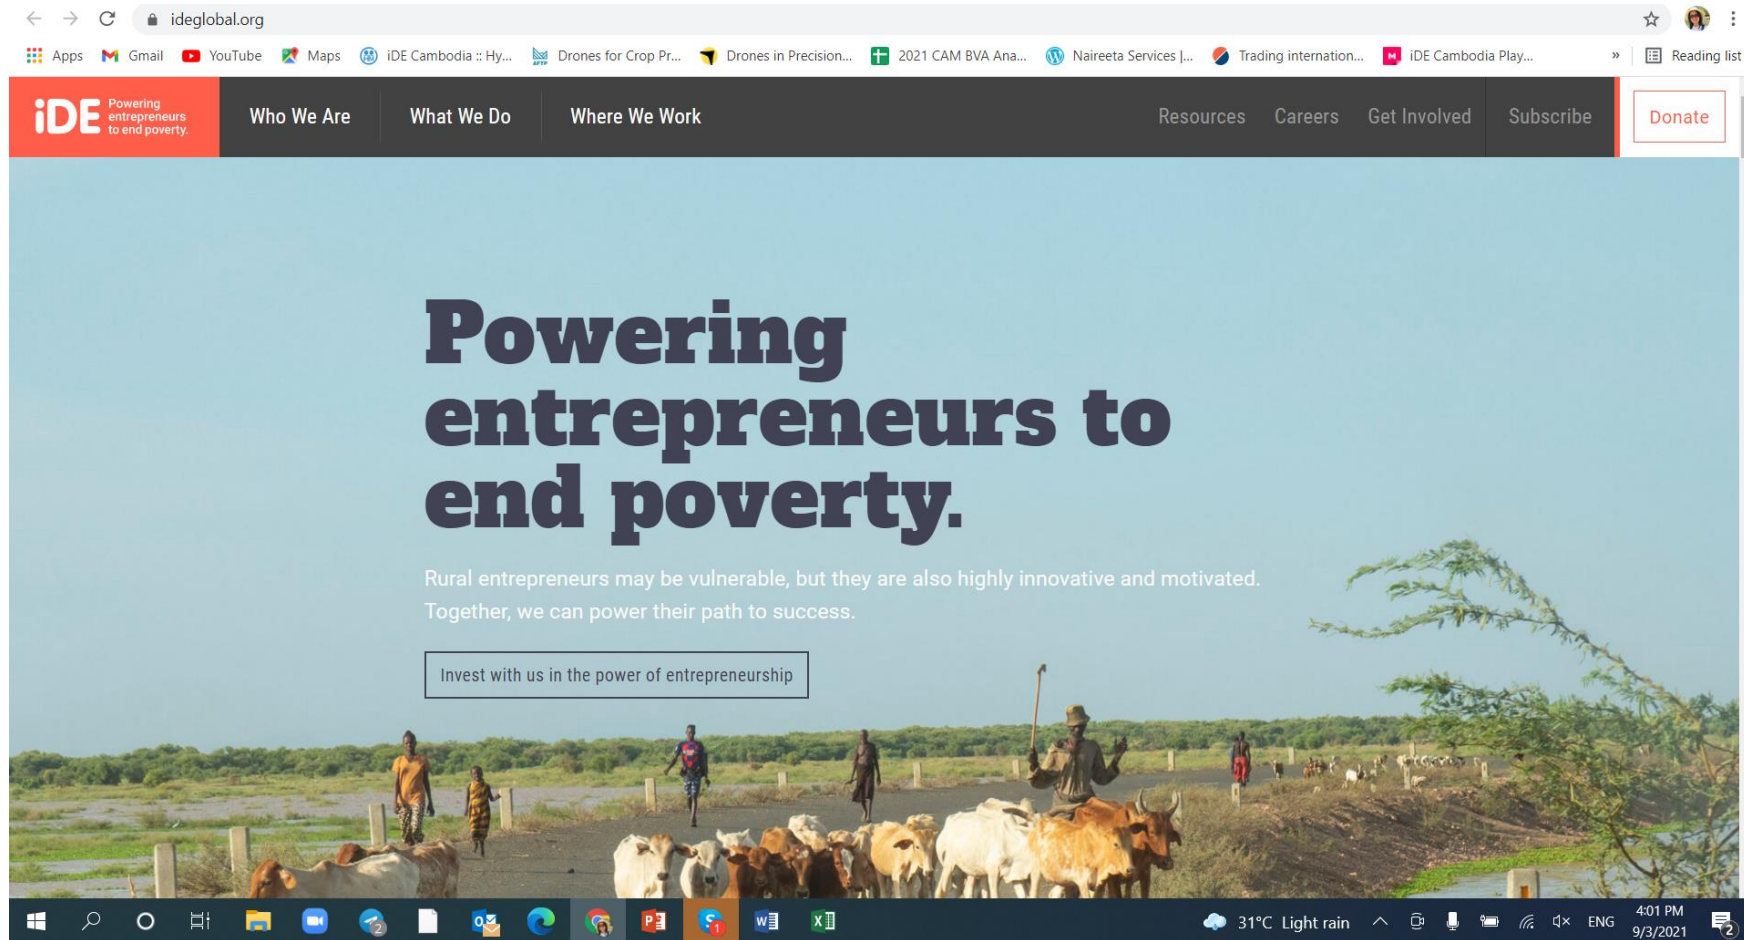 ideglobal.org
Apps
Gmail
YouTube
Maps
iDE Cambodia :: Hy...
Drones for Crop Pr...
Drones in Precision...
2021 CAM BVA Ana...
Naireeta Services |...
Trading internation...
iDE Cambodia Play...
»
Reading list
iDE
Powering
entrepreneurs
to end poverty.
Who We Are
What We Do
Where We Work
Resources
Careers
Get Involved
Subscribe
Donate
Powering
entrepreneurs to
end poverty.
Rural entrepreneurs may be vulnerable, but they are also highly innovative and motivated.
Together, we can power their path to success.
Invest with us in the power of entrepreneurship
31°C Light rain
ENG
4:01 PM
9/3/2021
2